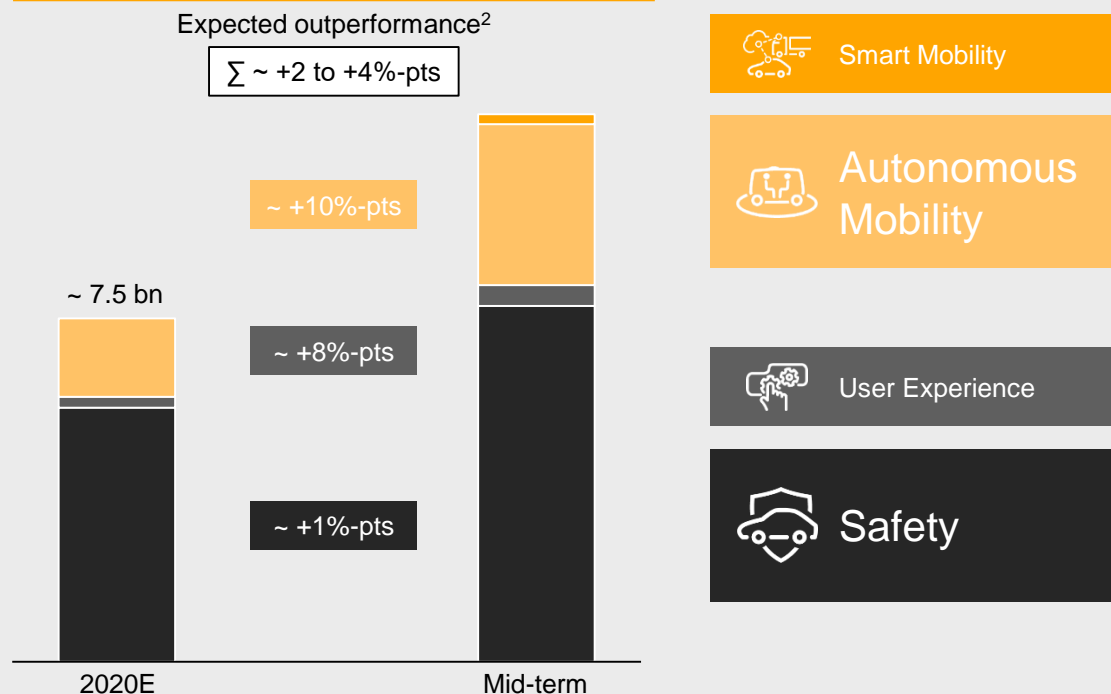 Expected outperformance²
∑ ~ +2 to +4%-pts
~ +10%-pts
~ 7.5 bn
~ +8%-pts
~ +1%-pts
2020E
Mid-term
Smart Mobility
Autonomous
Mobility
User Experience
Safety